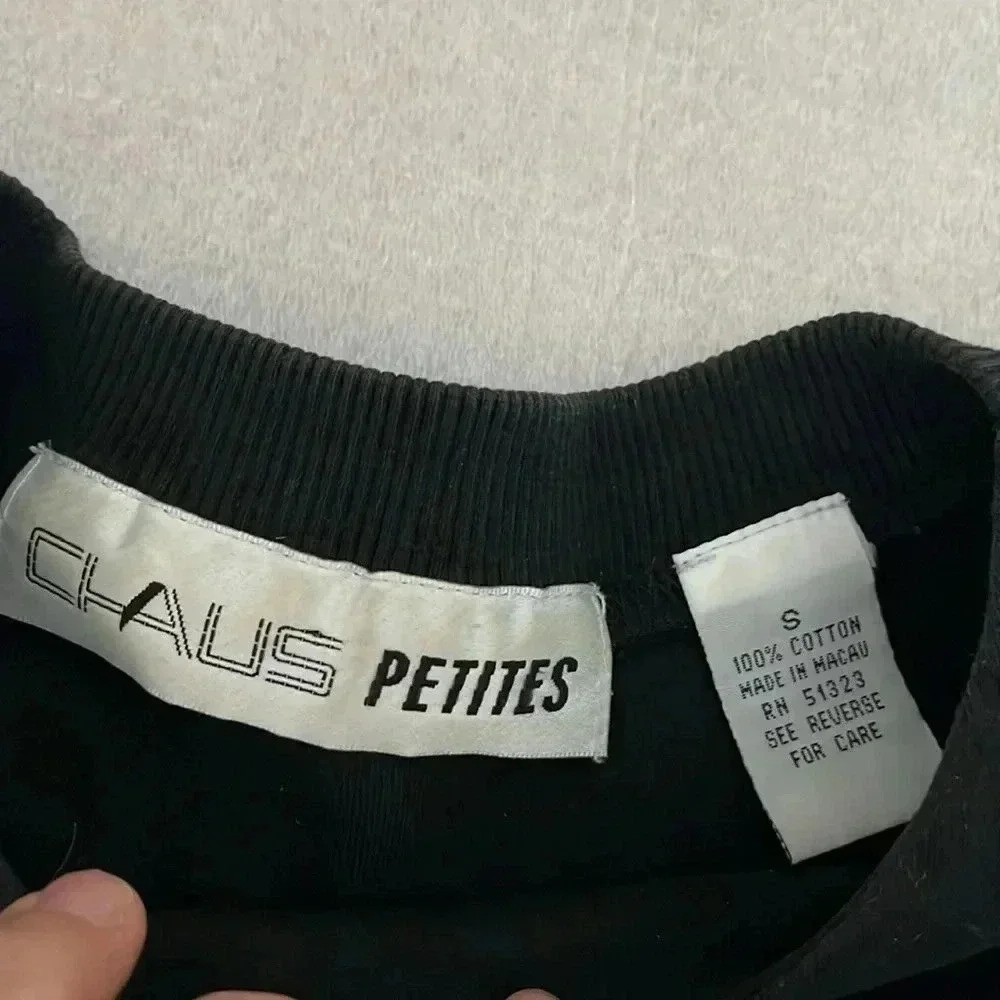 CHAUS PETITES
S
100% COTTON
MADE IN MACAU
RN 51323
SEE REVERSE
FOR CARE